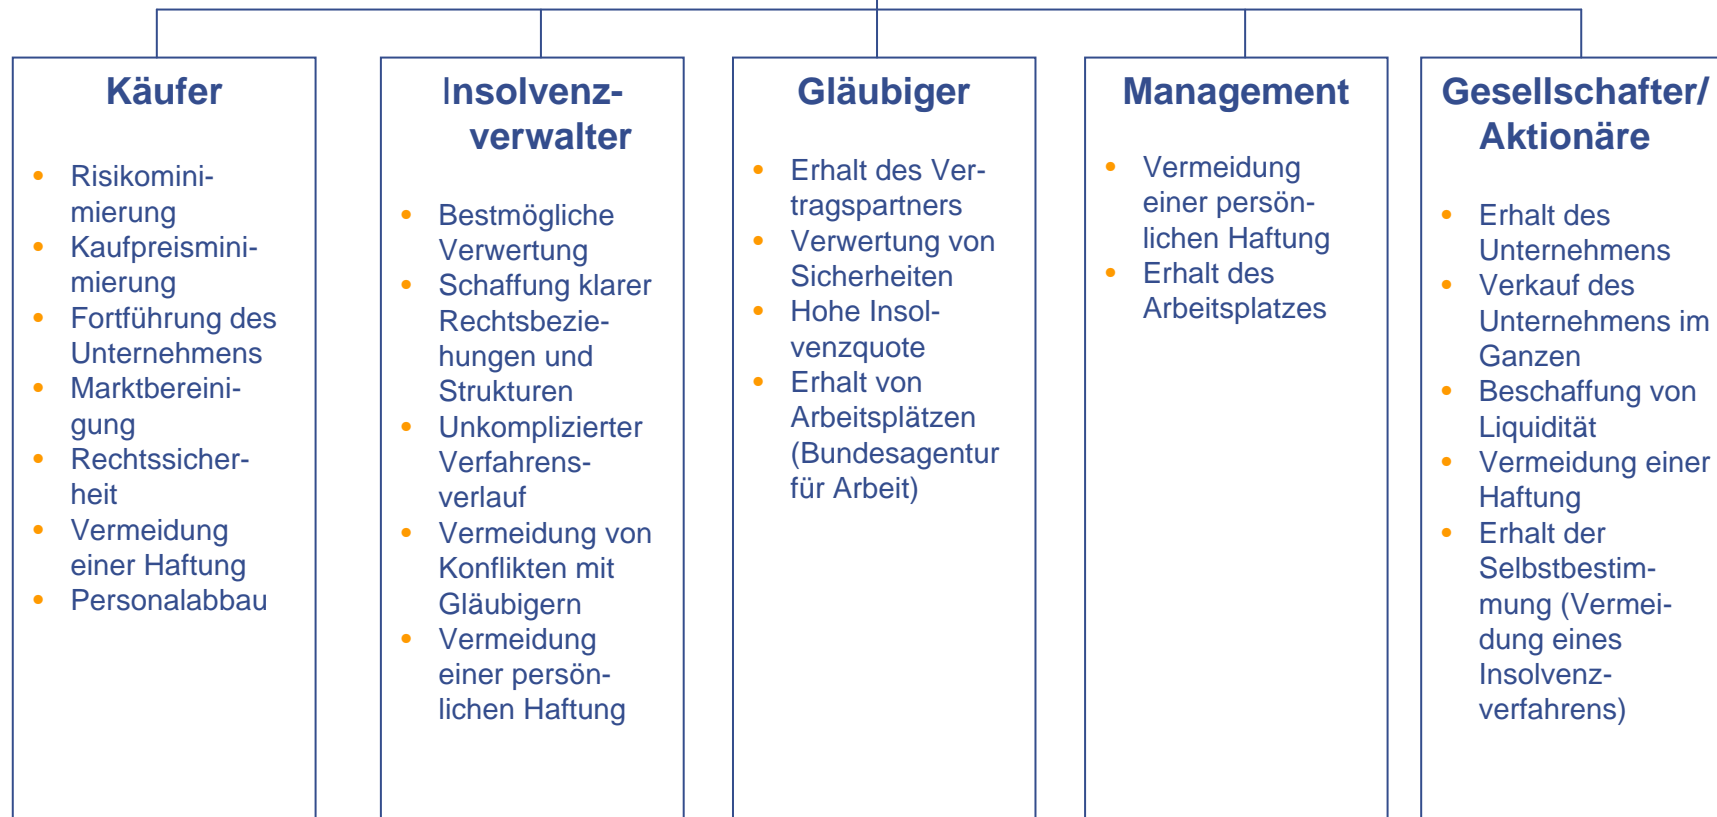 Käufer
Risikomini-
mierung
Kaufpreismini-
mierung
Fortführung des
Unternehmens
Marktbereini-
gung
Rechtssicher-
heit
Vermeidung
einer Haftung
Personalabbau
Insolvenz-
verwalter
Bestmögliche
Verwertung
Schaffung klarer
Rechtsbezie-
hungen und
Strukturen
Unkomplizierter
Verfahrens-
verlauf
Vermeidung von
Konflikten mit
Gläubigern
Vermeidung
einer persön-
lichen Haftung
Gläubiger
Erhalt des Ver-
tragspartners
Verwertung von
Sicherheiten
Hohe Insol-
venzquote
Erhalt von
Arbeitsplätzen
(Bundesagentur
für Arbeit)
Management
Vermeidung
einer persön-
lichen Haftung
Erhalt des
Arbeitsplatzes
Gesellschafter/
Aktionäre
Erhalt des
Unternehmens
Verkauf des
Unternehmens im
Ganzen
Beschaffung von
Liquidität
Vermeidung einer
Haftung
Erhalt der
Selbstbestim-
mung (Vermei-
dung eines
Insolvenz-
verfahrens)